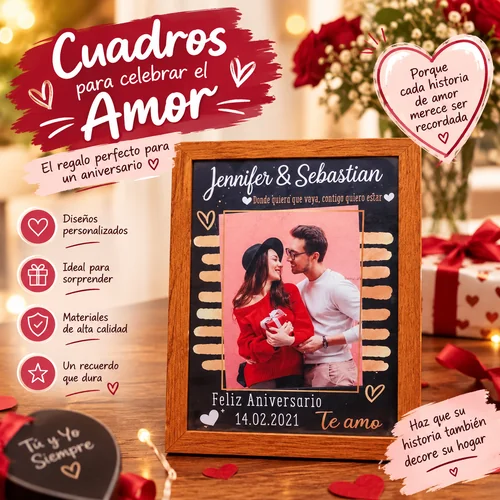 Cuadros
para celebrar el
Amor
El regalo perfecto para
un aniversario
Diseños
personalizados
Ideal para
sorprender
Materiales
de alta calidad
Un recuerdo
que dura
Porque
cada historia
de amor
merece ser
recordada
Jennifer & Sebastian
Donde quiera que vaya, contigo quiero estar
Feliz Aniversario
14.02.2021
Te amo
Tú y Yo
Siempre
Haz que su
historia también
decore su hogar